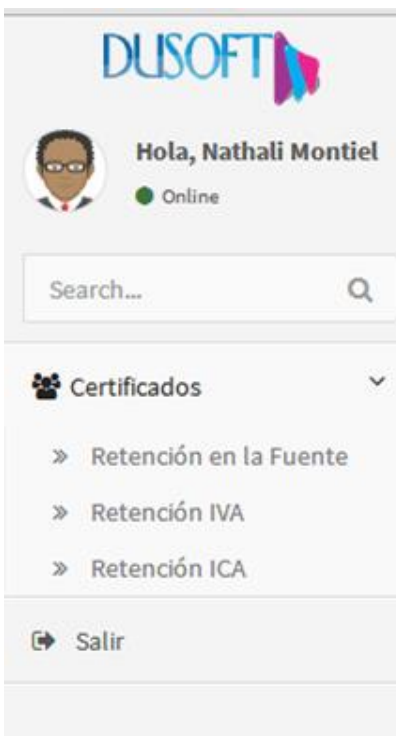 DUSOFT
Hola, Nathali Montiel
Online
Search...
Certificados
Retención en la Fuente
Retención IVA
Retención ICA
Salir